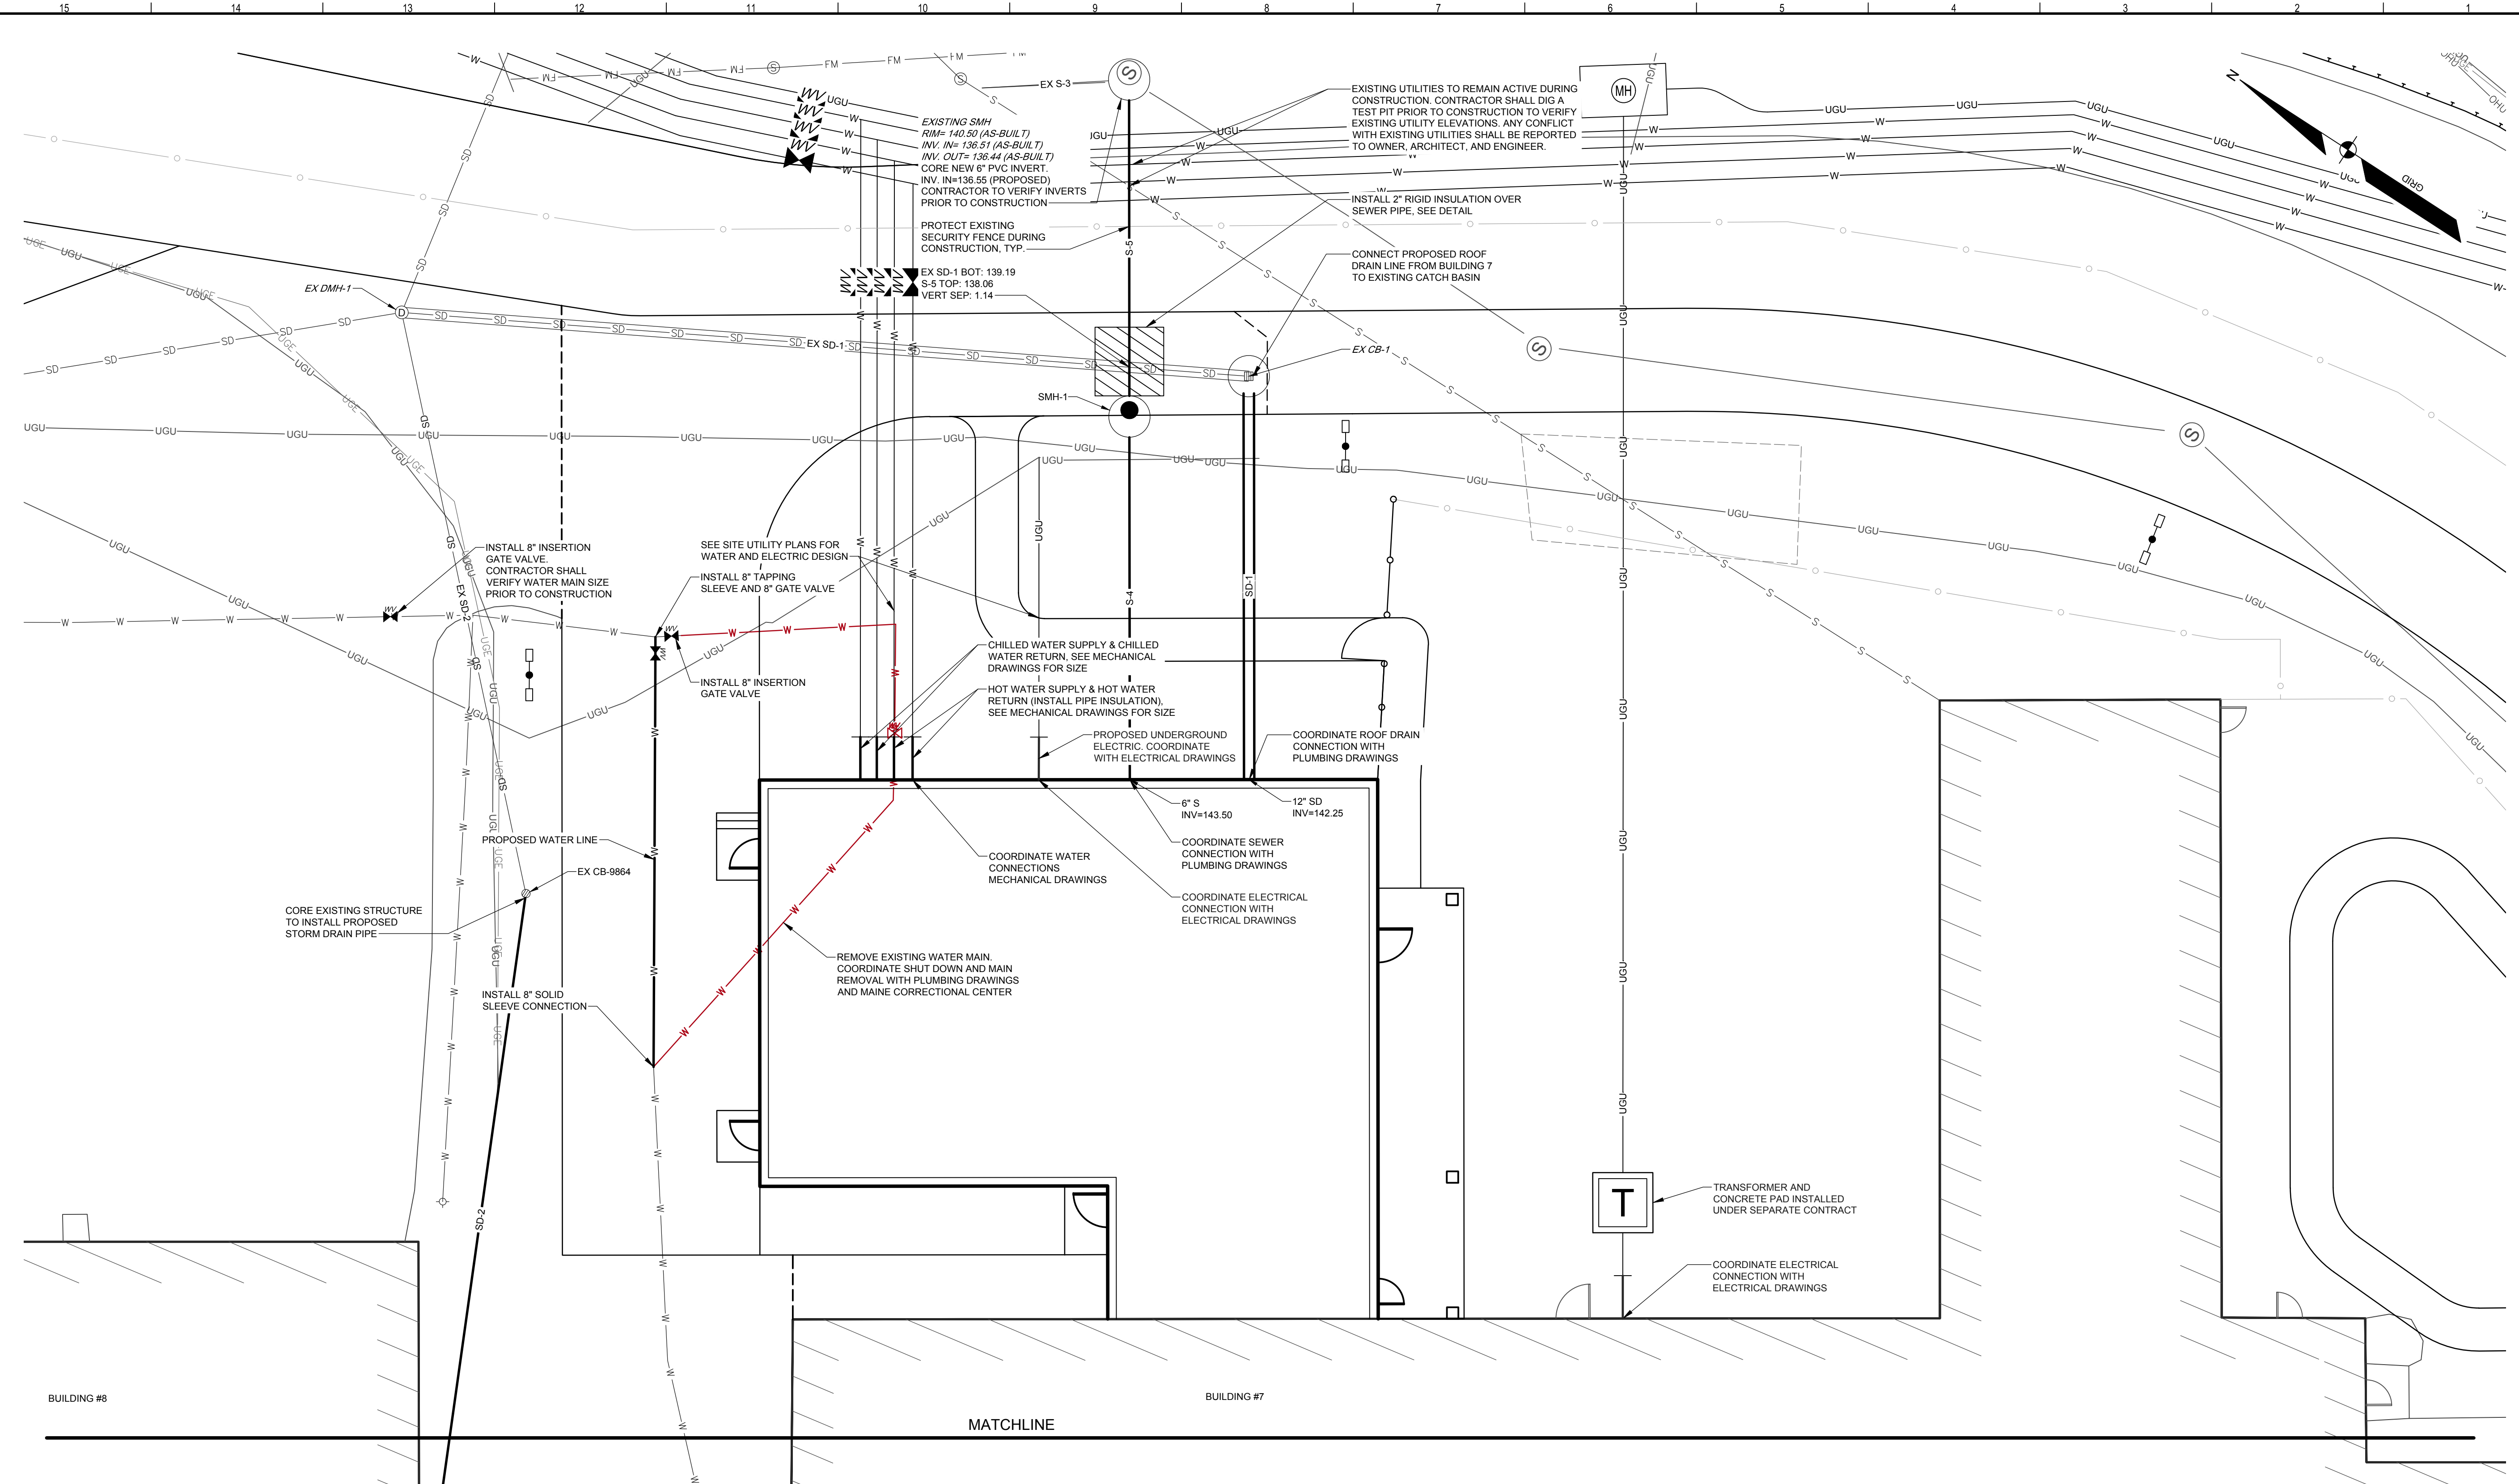 15 14 13 12 11 10 9 8 7 6 5 4 3 2 1
EX S-3
S
MH
N
GRID
EXISTING UTILITIES TO REMAIN ACTIVE DURING
CONSTRUCTION. CONTRACTOR SHALL DIG A
TEST PIT PRIOR TO CONSTRUCTION TO VERIFY
EXISTING UTILITY ELEVATIONS. ANY CONFLICT
WITH EXISTING UTILITIES SHALL BE REPORTED
TO OWNER, ARCHITECT, AND ENGINEER.
EXISTING SMH
RIM= 140.50 (AS-BUILT)
INV. IN= 136.51 (AS-BUILT)
INV. OUT= 136.44 (AS-BUILT)
CORE NEW 6" PVC INVERT.
INV. IN=136.55 (PROPOSED)
CONTRACTOR TO VERIFY INVERTS
PRIOR TO CONSTRUCTION
INSTALL 2" RIGID INSULATION OVER
SEWER PIPE, SEE DETAIL
PROTECT EXISTING
SECURITY FENCE DURING
CONSTRUCTION, TYP.
S-5
CONNECT PROPOSED ROOF
DRAIN LINE FROM BUILDING 7
TO EXISTING CATCH BASIN
EX SD-1 BOT: 139.19
S-5 TOP: 138.06
VERT SEP: 1.14
EX DMH-1
D
EX SD-1
EX CB-1
SMH-1
INSTALL 8" INSERTION
GATE VALVE.
CONTRACTOR SHALL
VERIFY WATER MAIN SIZE
PRIOR TO CONSTRUCTION
SEE SITE UTILITY PLANS FOR
WATER AND ELECTRIC DESIGN
INSTALL 8" TAPPING
SLEEVE AND 8" GATE VALVE
EX SD-2
S-4
SD-1
WV
WV
WV
INSTALL 8" INSERTION
GATE VALVE
CHILLED WATER SUPPLY & CHILLED
WATER RETURN, SEE MECHANICAL
DRAWINGS FOR SIZE
HOT WATER SUPPLY & HOT WATER
RETURN (INSTALL PIPE INSULATION),
SEE MECHANICAL DRAWINGS FOR SIZE
PROPOSED UNDERGROUND
ELECTRIC. COORDINATE
WITH ELECTRICAL DRAWINGS
COORDINATE ROOF DRAIN
CONNECTION WITH
PLUMBING DRAWINGS
6" S
INV=143.50
12" SD
INV=142.25
PROPOSED WATER LINE
COORDINATE SEWER
CONNECTION WITH
PLUMBING DRAWINGS
COORDINATE WATER
CONNECTIONS
MECHANICAL DRAWINGS
EX CB-9864
COORDINATE ELECTRICAL
CONNECTION WITH
ELECTRICAL DRAWINGS
CORE EXISTING STRUCTURE
TO INSTALL PROPOSED
STORM DRAIN PIPE
REMOVE EXISTING WATER MAIN.
COORDINATE SHUT DOWN AND MAIN
REMOVAL WITH PLUMBING DRAWINGS
AND MAINE CORRECTIONAL CENTER
INSTALL 8" SOLID
SLEEVE CONNECTION
SD-2
T
TRANSFORMER AND
CONCRETE PAD INSTALLED
UNDER SEPARATE CONTRACT
COORDINATE ELECTRICAL
CONNECTION WITH
ELECTRICAL DRAWINGS
BUILDING #8
BUILDING #7
MATCHLINE